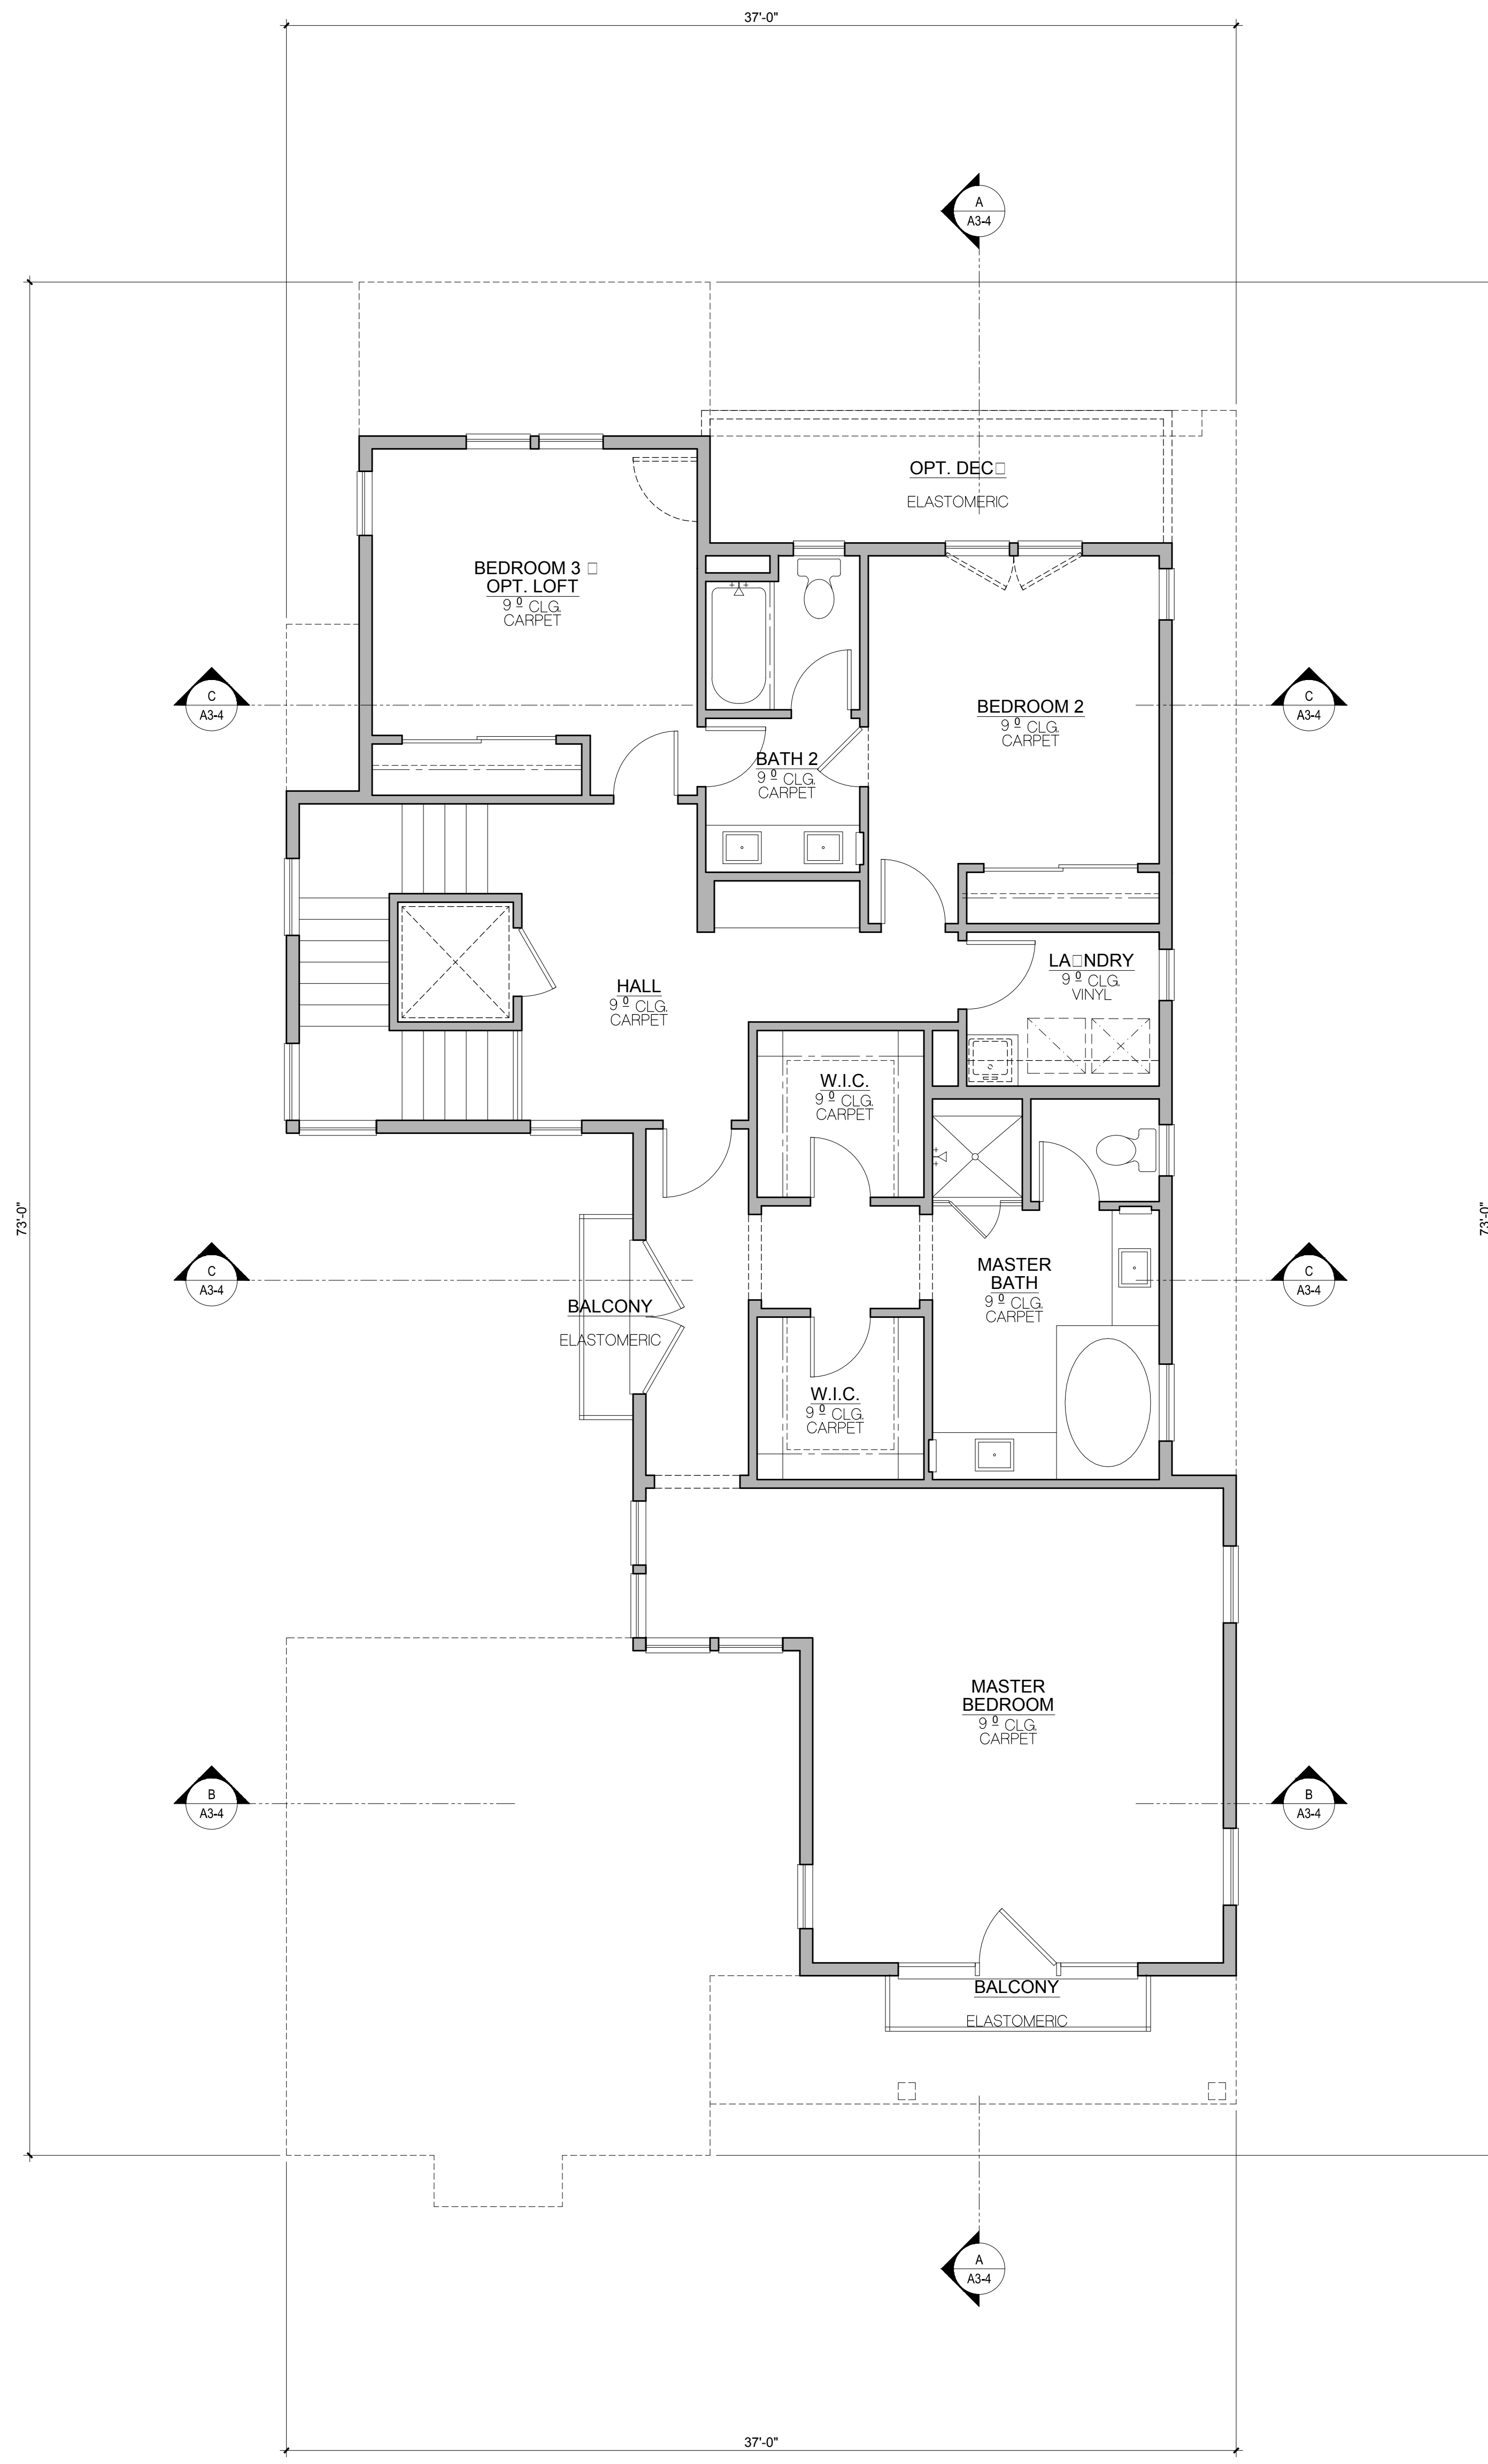 37'-0"
A
A3-4
OPT. DEC□
ELASTOMERIC
BEDROOM 3 □
OPT. LOFT
9 0 CLG.
CARPET
C
A3-4
BEDROOM 2
9 0 CLG.
CARPET
C
A3-4
BATH 2
9 0 CLG.
CARPET
LA□NDRY
9 0 CLG.
VINYL
HALL
9 0 CLG.
CARPET
W.I.C.
9 0 CLG.
CARPET
73'-0"
73'-0"
C
A3-4
MASTER
BATH
9 0 CLG.
CARPET
C
A3-4
BALCONY
ELASTOMERIC
W.I.C.
9 0 CLG.
CARPET
MASTER
BEDROOM
9 0 CLG.
CARPET
B
A3-4
B
A3-4
BALCONY
ELASTOMERIC
A
A3-4
37'-0"